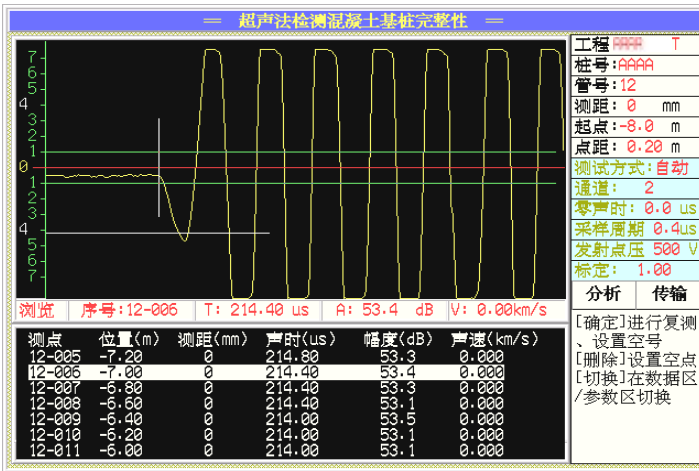 ═ 超声法检测混凝土基桩完整性 ═
工程 T
桩号:AAAA
管号:12
测距: 0 mm
起点:-8.0 m
点距: 0.20 m
测试方式:自动
通道: 2
零声时: 0.0 us
采样周期 0.4us
发射点压 500 V
标定: 1.00
分析 传输
[确定]进行复测
、设置空号
[删除]设置空点
[切换]在数据区
/参数区切换
7
6
5
4
3
2
1
0
1
2
3
4
5
6
7
浏览 序号:12-006 T: 214.40 us A: 53.4 dB V: 0.00km/s
测点 位置(m) 测距(mm) 声时(us) 幅度(dB) 声速(km/s)
12-005 -7.20 0 214.80 53.3 0.000
12-006 -7.00 0 214.40 53.4 0.000
12-007 -6.80 0 214.40 53.3 0.000
12-008 -6.60 0 214.40 53.1 0.000
12-009 -6.40 0 214.00 53.5 0.000
12-010 -6.20 0 214.40 53.1 0.000
12-011 -6.00 0 214.40 53.1 0.000